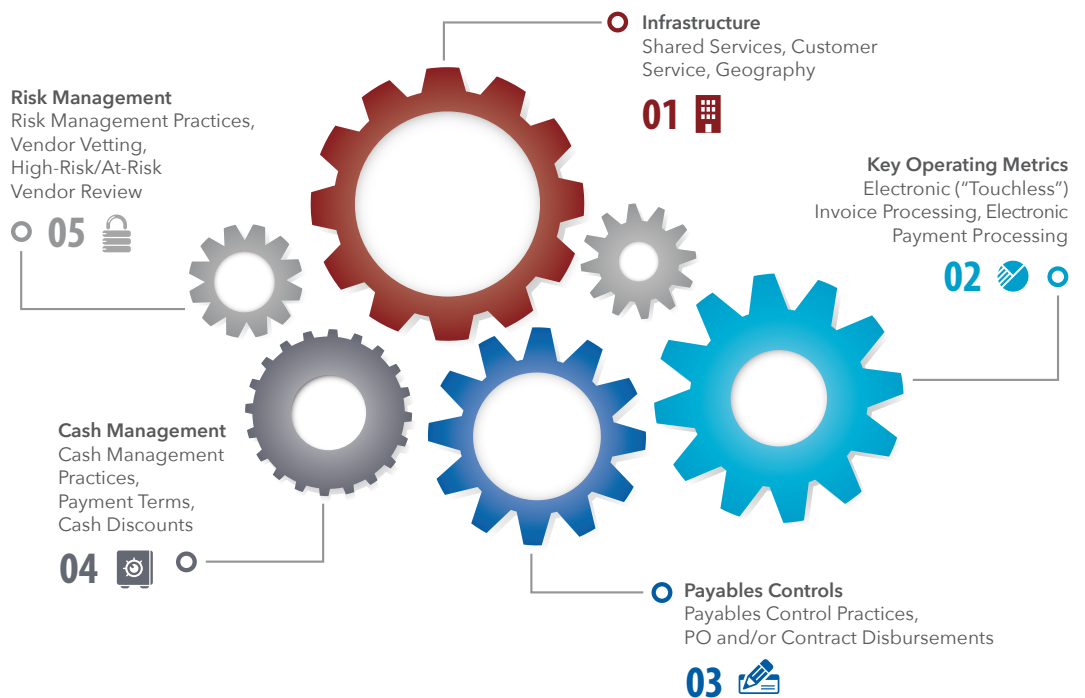 Infrastructure
Shared Services, Customer
Service, Geography
01
Key Operating Metrics
Electronic (“Touchless”)
Invoice Processing, Electronic
Payment Processing
02
Payables Controls
Payables Control Practices,
PO and/or Contract Disbursements
03
Cash Management
Cash Management
Practices,
Payment Terms,
Cash Discounts
04
Risk Management
Risk Management Practices,
Vendor Vetting,
High-Risk/At-Risk
Vendor Review
05